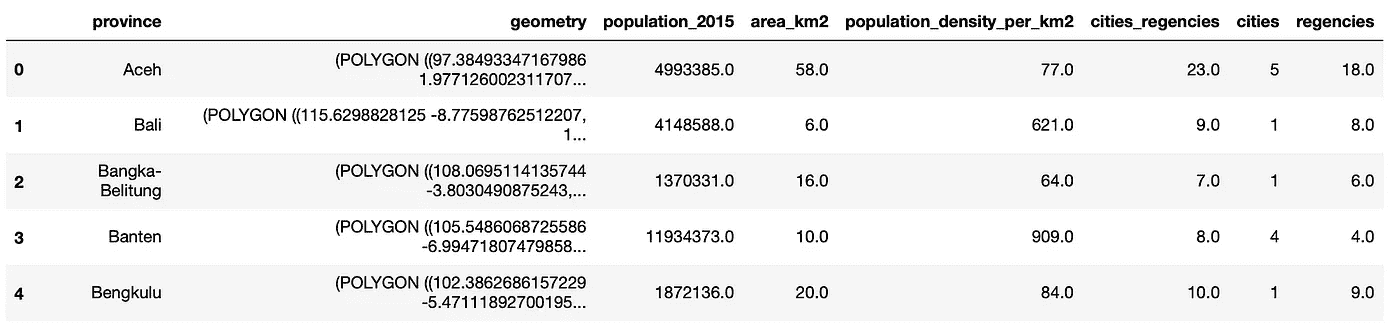 province geometry population_2015 area_km2 population_density_per_km2 cities_regencies cities regencies
0 Aceh (POLYGON ((97.38493347167986 1.977126002311707... 4993385.0 58.0 77.0 23.0 5 18.0
1 Bali (POLYGON ((115.6298828125 -8.77598762512207, 1... 4148588.0 6.0 621.0 9.0 1 8.0
2 Bangka-Belitung (POLYGON ((108.0695114135744 -3.8030490875243,... 1370331.0 16.0 64.0 7.0 1 6.0
3 Banten (POLYGON ((105.5486068725586 -6.99471807479858... 11934373.0 10.0 909.0 8.0 4 4.0
4 Bengkulu (POLYGON ((102.3862686157229 -5.47111892700195... 1872136.0 20.0 84.0 10.0 1 9.0